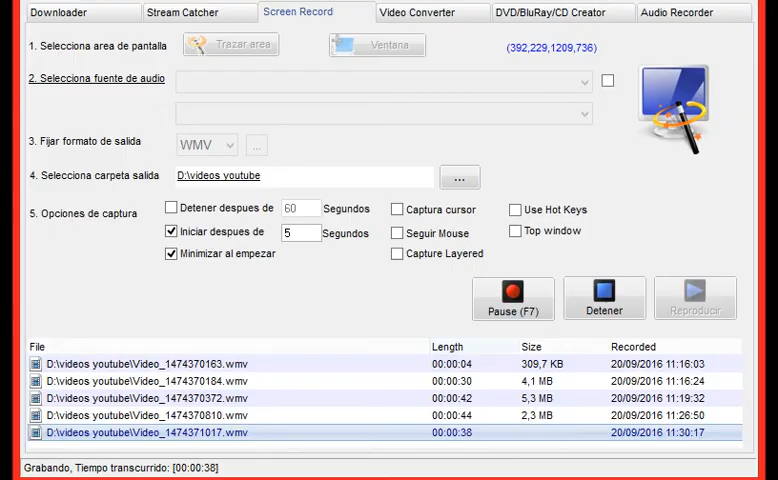 Downloader Stream Catcher Screen Record Video Converter DVD/BluRay/CD Creator Audio Recorder
1. Selecciona area de pantalla Trazar area Ventana (392,229,1209,736)
2. Selecciona fuente de audio
3. Fijar formato de salida WMV ...
4. Selecciona carpeta salida D:\videos youtube ...
5. Opciones de captura Detener despues de 60 Segundos Captura cursor Use Hot Keys
Iniciar despues de 5 Segundos Seguir Mouse Top window
Minimizar al empezar Capture Layered
Pause (F7) Detener Reproducir
File Length Size Recorded
D:\videos youtube\Video_1474370163.wmv 00:00:04 309,7 KB 20/09/2016 11:16:03
D:\videos youtube\Video_1474370184.wmv 00:00:30 4,1 MB 20/09/2016 11:16:24
D:\videos youtube\Video_1474370372.wmv 00:00:42 5,3 MB 20/09/2016 11:19:32
D:\videos youtube\Video_1474370810.wmv 00:00:44 2,3 MB 20/09/2016 11:26:50
D:\videos youtube\Video_1474371017.wmv 00:00:38 20/09/2016 11:30:17
Grabando, Tiempo transcurrido: [00:00:38]